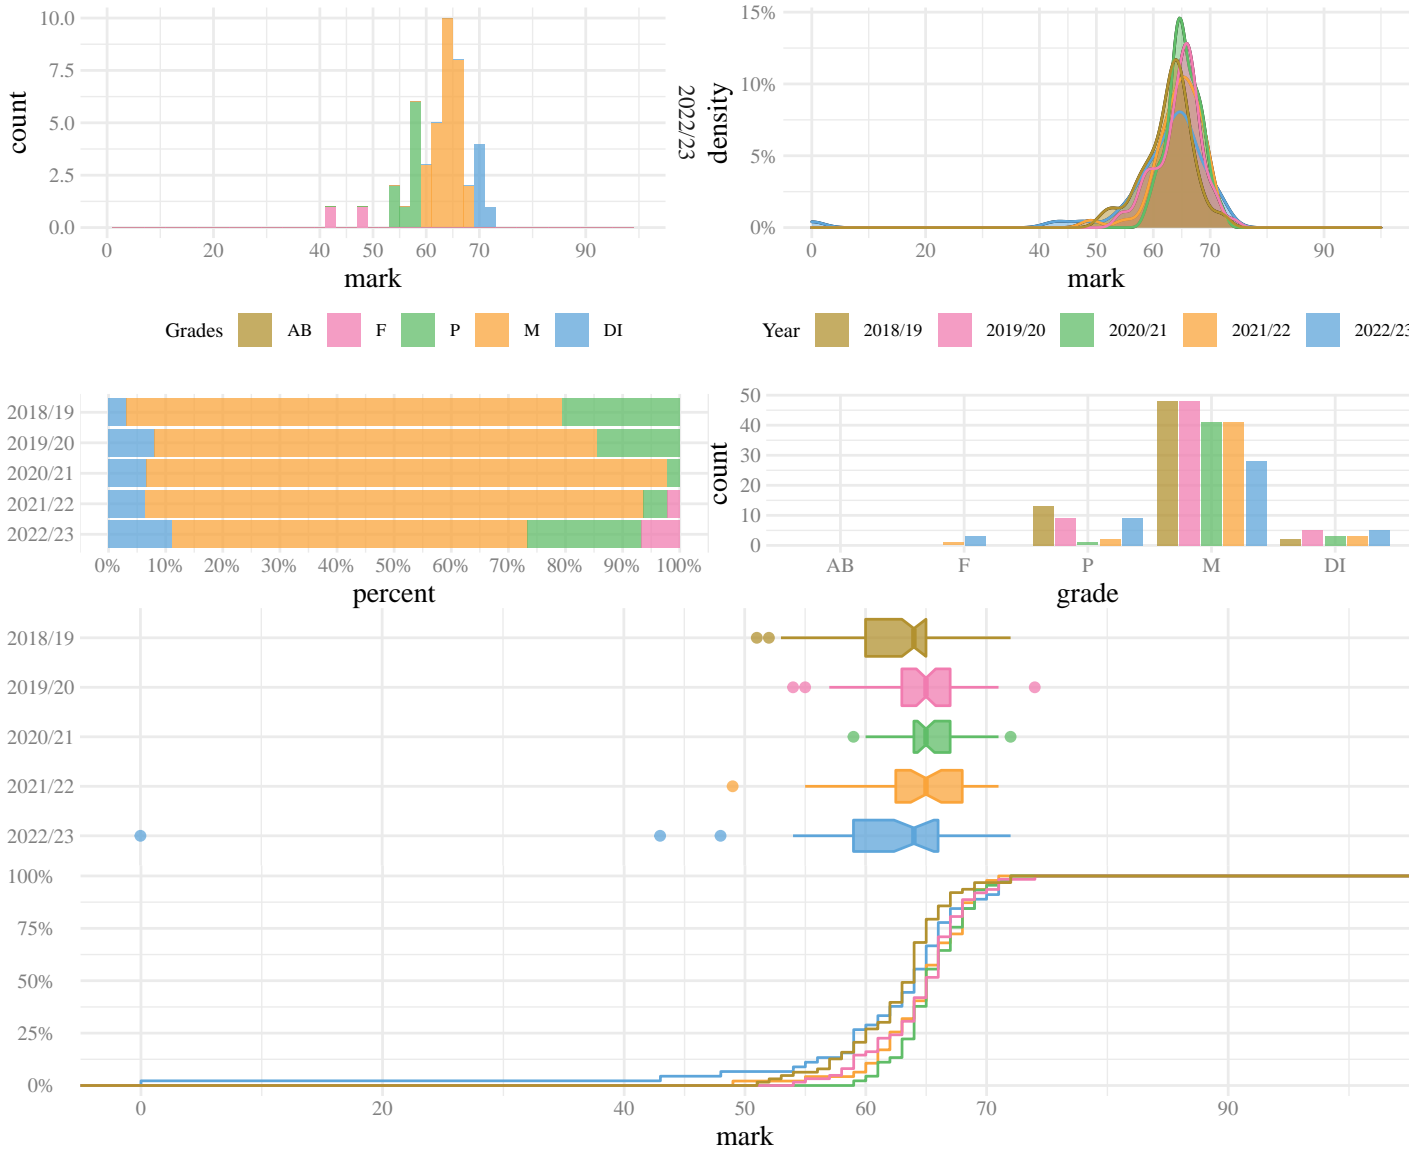 10.0
7.5
5.0
2.5
0.0
count
0 20 40 50 60 70 90
mark
2022/23
15%
10%
5%
0%
density
0 20 40 50 60 70 90
mark
Grades AB F P M DI
Year 2018/19 2019/20 2020/21 2021/22 2022/23
2018/19
2019/20
2020/21
2021/22
2022/23
0% 10% 20% 30% 40% 50% 60% 70% 80% 90% 100%
percent
50
40
30
20
10
0
count
AB F P M DI
grade
2018/19
2019/20
2020/21
2021/22
2022/23
100%
75%
50%
25%
0%
0 20 40 50 60 70 90
mark